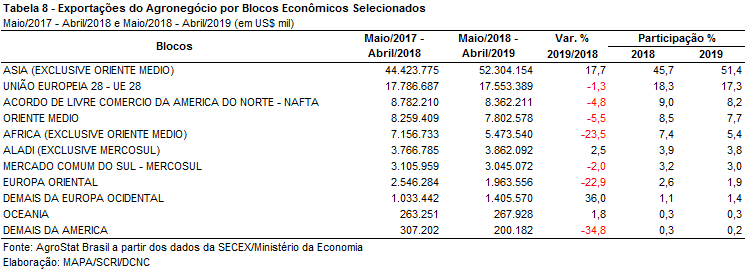 Tabela 8 - Exportações do Agronegócio por Blocos Econômicos Selecionados
Maio/2017 - Abril/2018 e Maio/2018 - Abril/2019 (em US$ mil)
Blocos Maio/2017 - Abril/2018 Maio/2018 - Abril/2019 Var. % 2019/2018 Participação % 2018 2019
ASIA (EXCLUSIVE ORIENTE MEDIO) 44.423.775 52.304.154 17,7 45,7 51,4
UNIÃO EUROPEIA 28 - UE 28 17.786.687 17.553.389 -1,3 18,3 17,3
ACORDO DE LIVRE COMERCIO DA AMERICA DO NORTE - NAFTA 8.782.210 8.362.211 -4,8 9,0 8,2
ORIENTE MEDIO 8.259.409 7.802.578 -5,5 8,5 7,7
AFRICA (EXCLUSIVE ORIENTE MEDIO) 7.156.733 5.473.540 -23,5 7,4 5,4
ALADI (EXCLUSIVE MERCOSUL) 3.766.785 3.862.092 2,5 3,9 3,8
MERCADO COMUM DO SUL - MERCOSUL 3.105.959 3.045.072 -2,0 3,2 3,0
EUROPA ORIENTAL 2.546.284 1.963.556 -22,9 2,6 1,9
DEMAIS DA EUROPA OCIDENTAL 1.033.442 1.405.570 36,0 1,1 1,4
OCEANIA 263.251 267.928 1,8 0,3 0,3
DEMAIS DA AMERICA 307.202 200.182 -34,8 0,3 0,2
Fonte: AgroStat Brasil a partir dos dados da SECEX/Ministério da Economia
Elaboração: MAPA/SCRI/DCNC